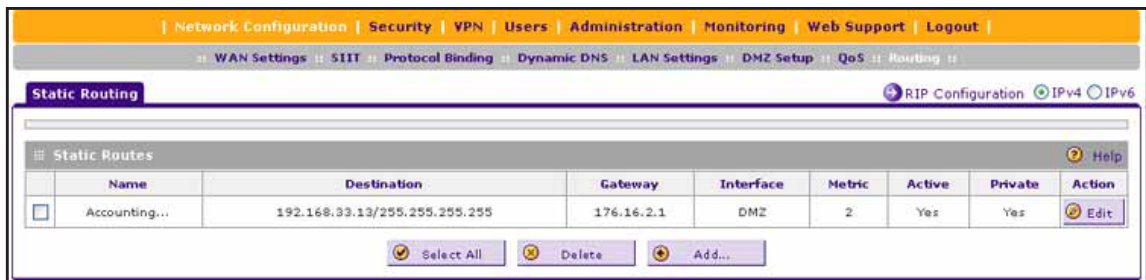 | Network Configuration | Security | VPN | Users | Administration | Monitoring | Web Support | Logout |
:: WAN Settings :: SIIT :: Protocol Binding :: Dynamic DNS :: LAN Settings :: DMZ Setup :: QoS :: Routing ::
Static Routing RIP Configuration IPv4 IPv6
Static Routes Help
Name Destination Gateway Interface Metric Active Private Action
Accounting... 192.168.33.13/255.255.255.255 176.16.2.1 DMZ 2 Yes Yes Edit
Select All Delete Add...